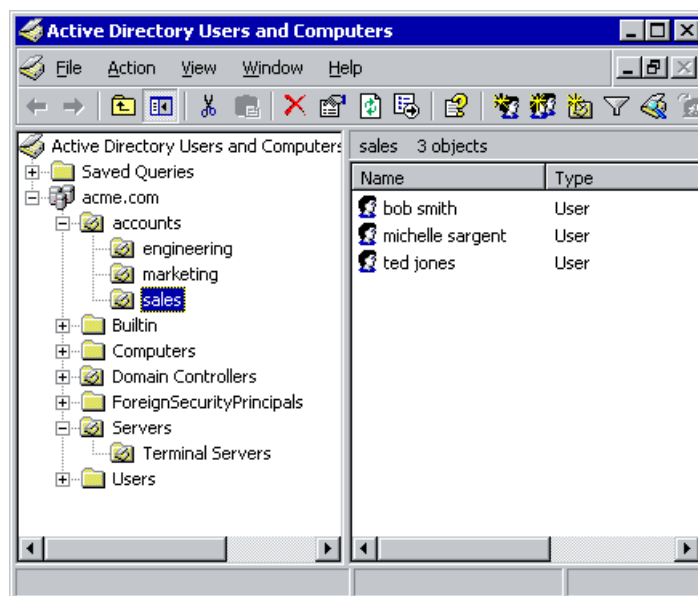 Active Directory Users and Computers
File Action View Window Help
Active Directory Users and Computers
Saved Queries
acme.com
accounts
engineering
marketing
sales
Builtin
Computers
Domain Controllers
ForeignSecurityPrincipals
Servers
Terminal Servers
Users
sales 3 objects
Name Type
bob smith User
michelle sargent User
ted jones User